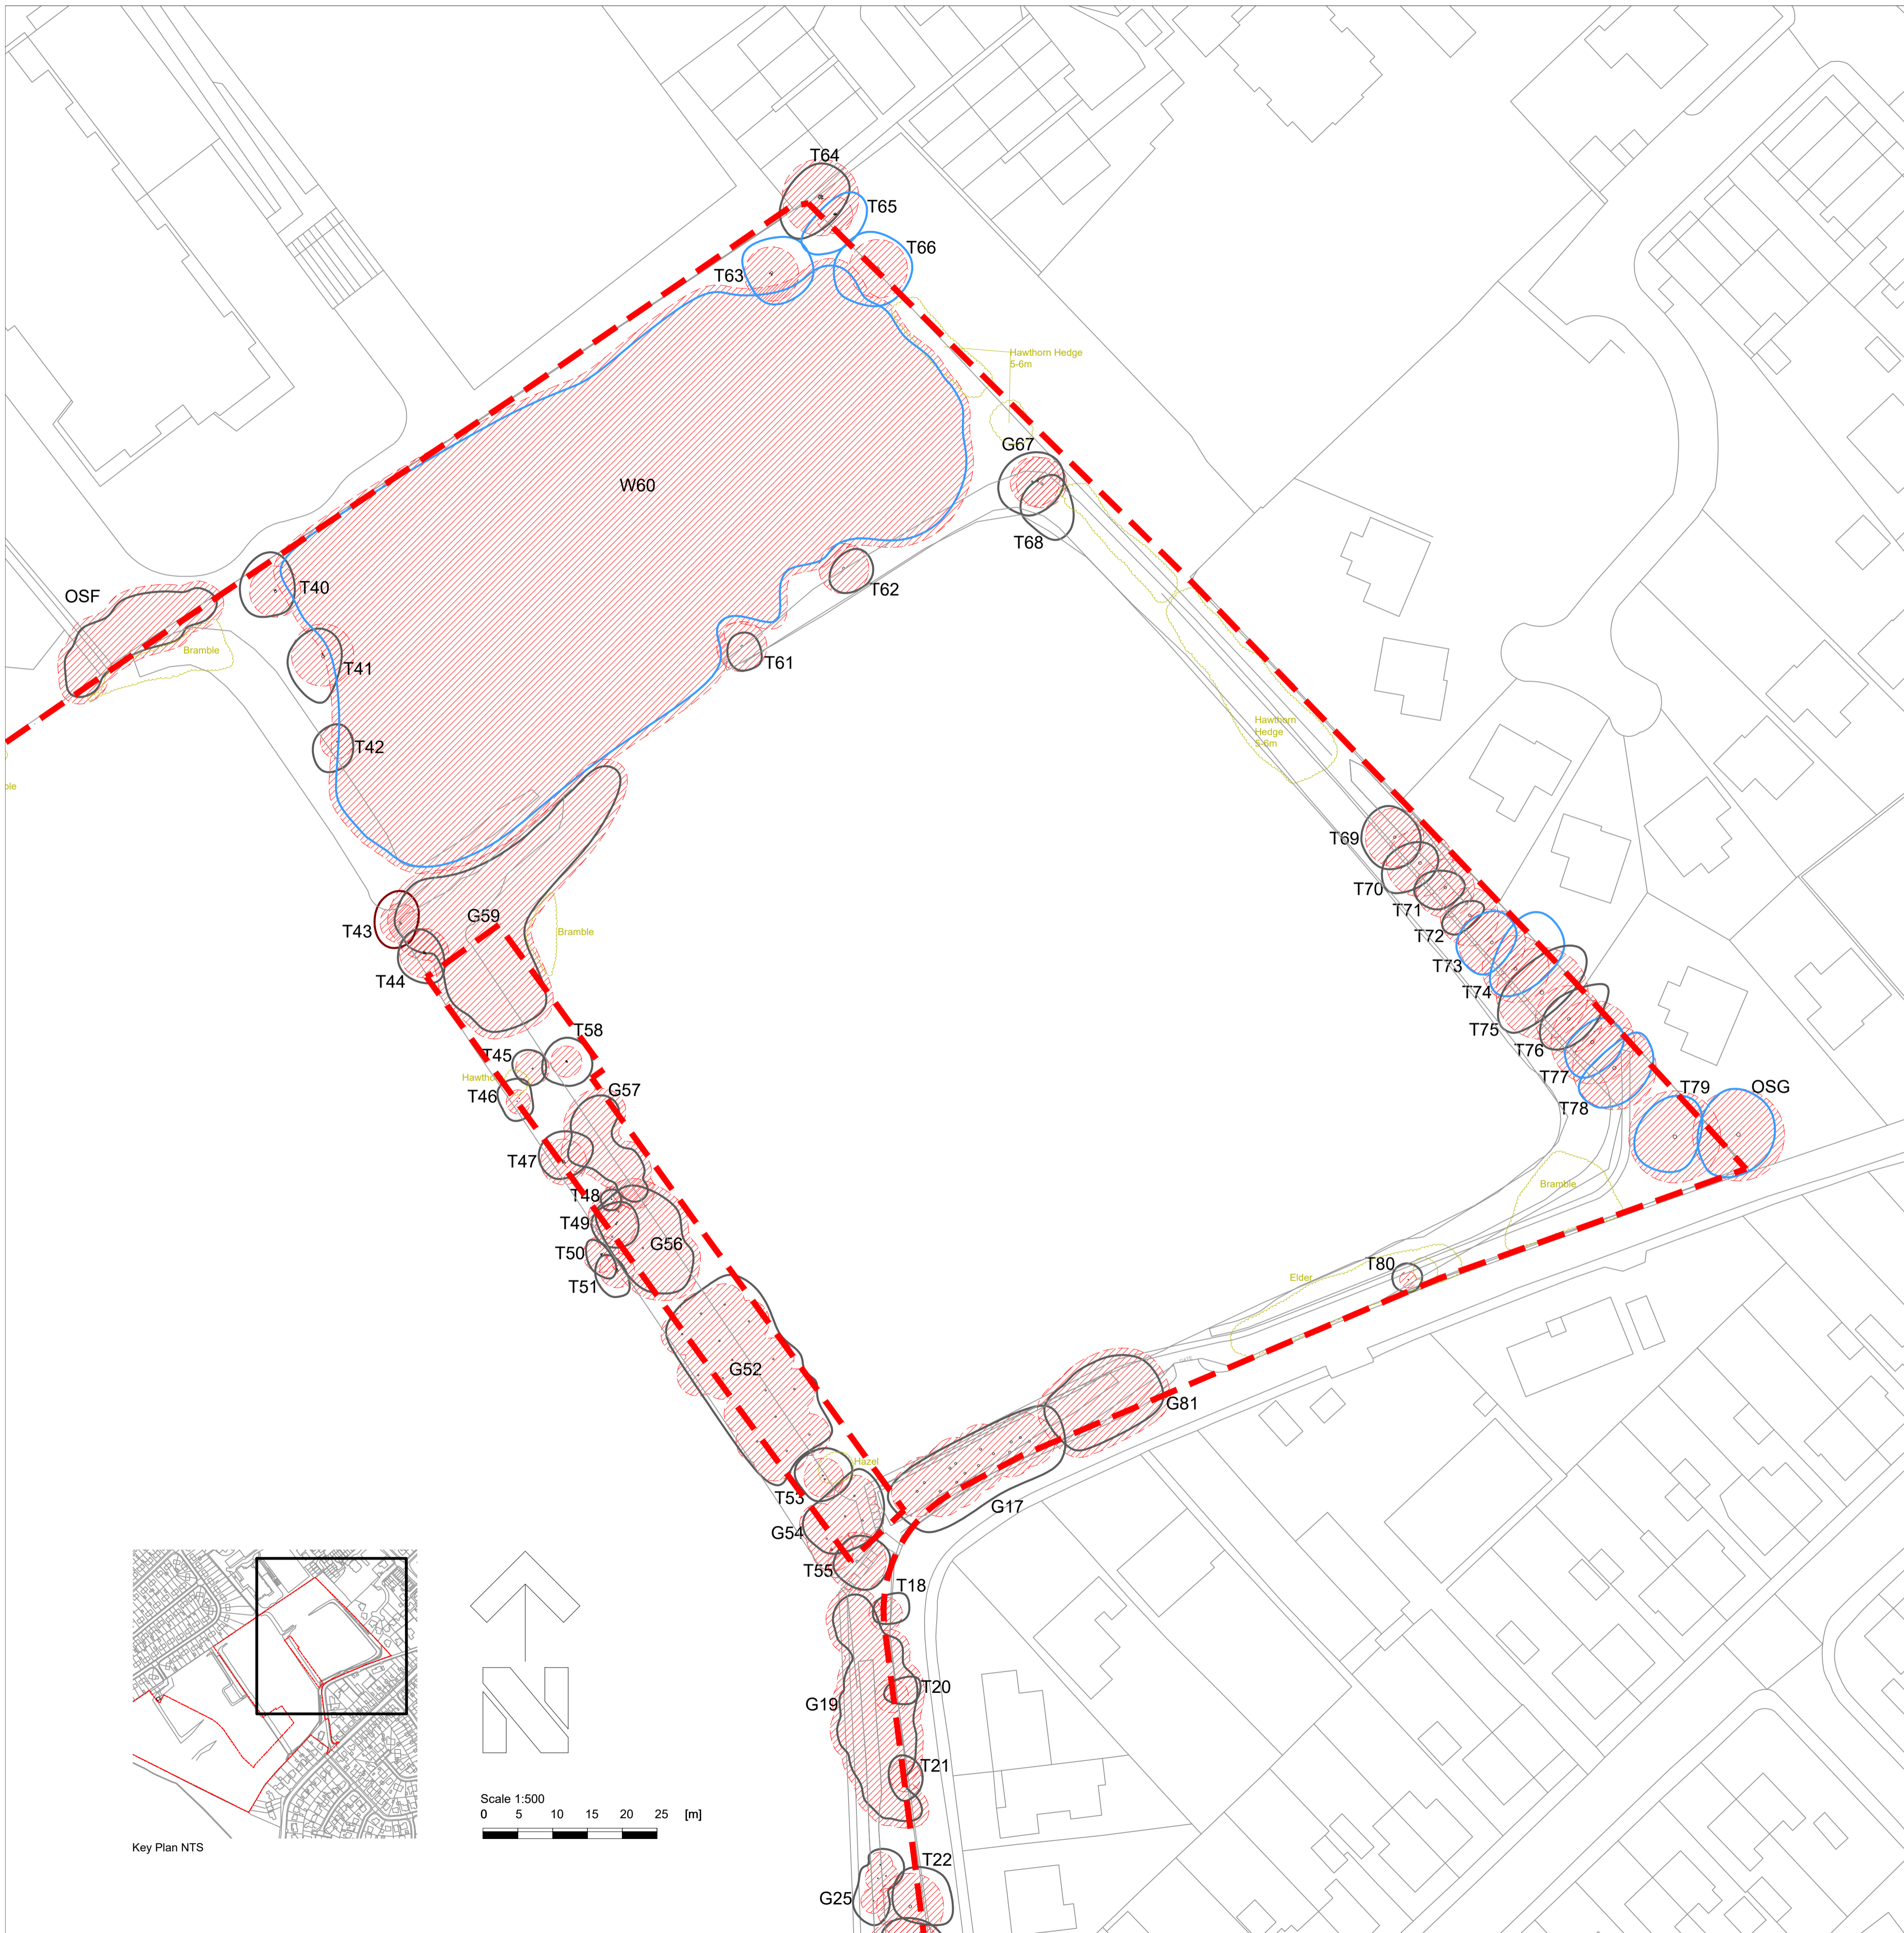 T64
T65
T66
T63
Hawthorn Hedge
5-6m
G67
W60
T68
T62
OSF
T40
Bramble
T41
T61
T42
Hawthorn
Hedge
5-6m
T69
T70
T71
T72
T73
T74
T75
T76
T77
T78
T79
OSG
G59
Bramble
T43
T44
T58
T45
T46
G57
T47
T48
T49
G56
T50
T51
Bramble
T80
Elder
G52
G81
Hazel
T53
G17
G54
T55
T18
G19
T20
T21
T22
G25
Scale 1:500
0 5 10 15 20 25 [m]
Key Plan NTS